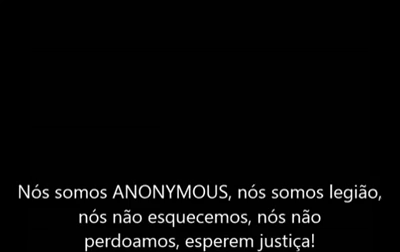 Nós somos ANONYMOUS, nós somos legião,
nós não esquecemos, nós não
perdoamos, esperem justiça!